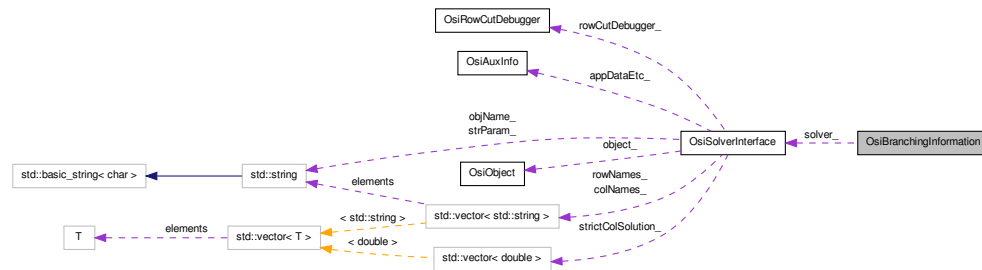 OsiRowCutDebugger
rowCutDebugger_
OsiAuxInfo
appDataEtc_
objName_
strParam_
OsiSolverInterface
solver_
OsiBranchingInformation
object_
std::basic_string< char >
std::string
OsiObject
rowNames_
colNames_
elements
< std::string >
std::vector< std::string >
strictColSolution_
T
elements
std::vector< T >
< double >
std::vector< double >